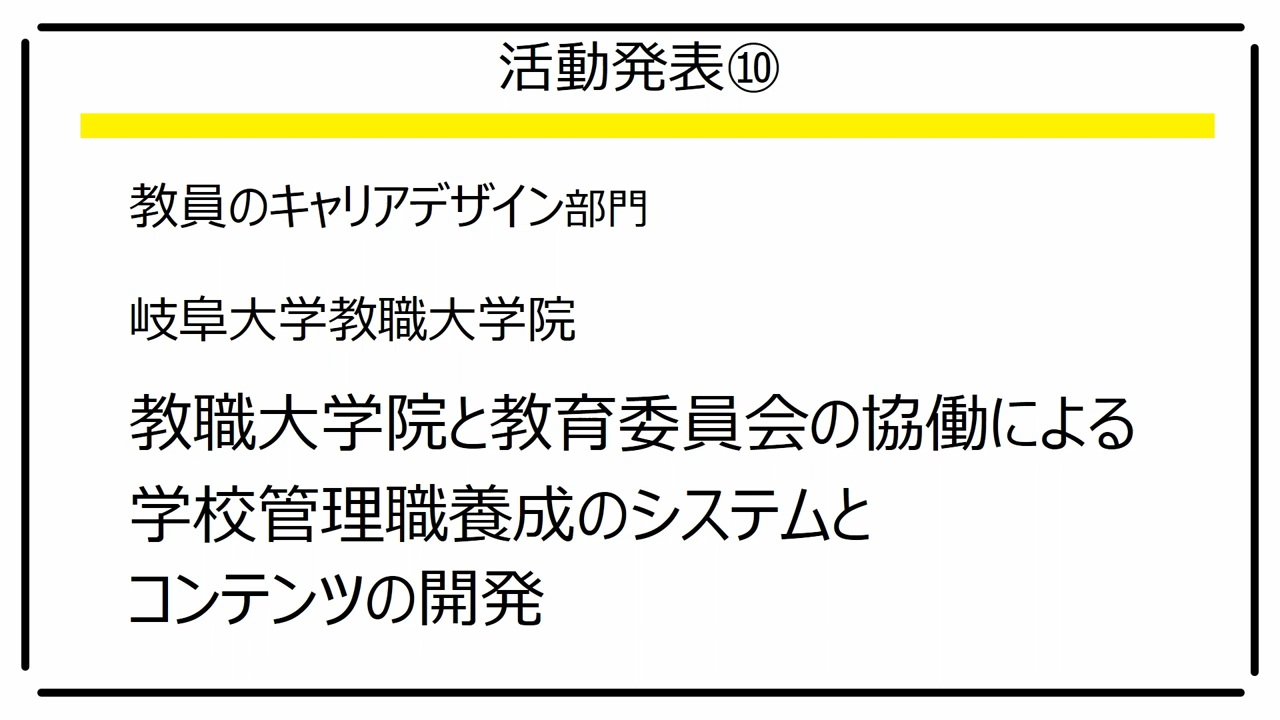 活動発表⑩
教員のキャリアデザイン部門
岐阜大学教職大学院
教職大学院と教育委員会の協働による
学校管理職養成のシステムと
コンテンツの開発